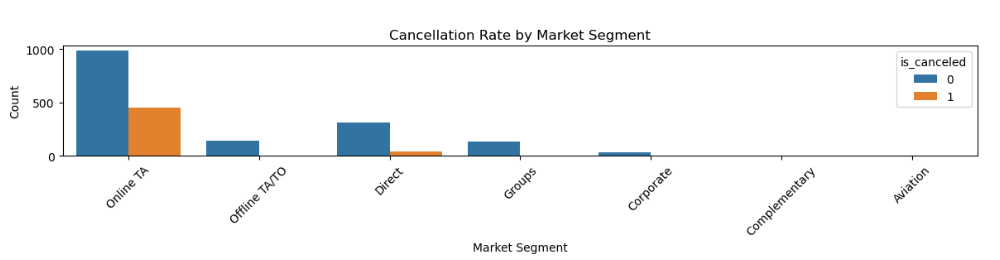 Cancellation Rate by Market Segment
Count
1000
500
0
is_canceled
0
1
Online TA
Offline TA/TO
Direct
Groups
Corporate
Complementary
Aviation
Market Segment